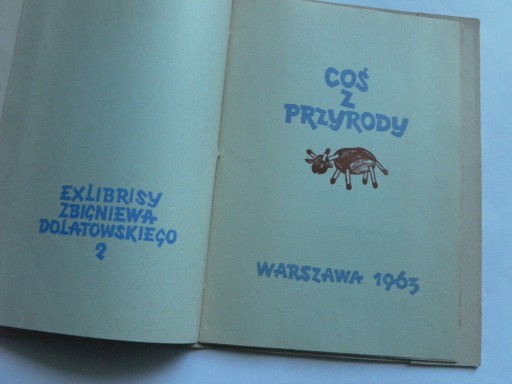 EXLIBRISY
ZBIGNIEWA
DOLATOWSKIEGO
2
COŚ
Z
PRZYRODY
WARSZAWA 1963